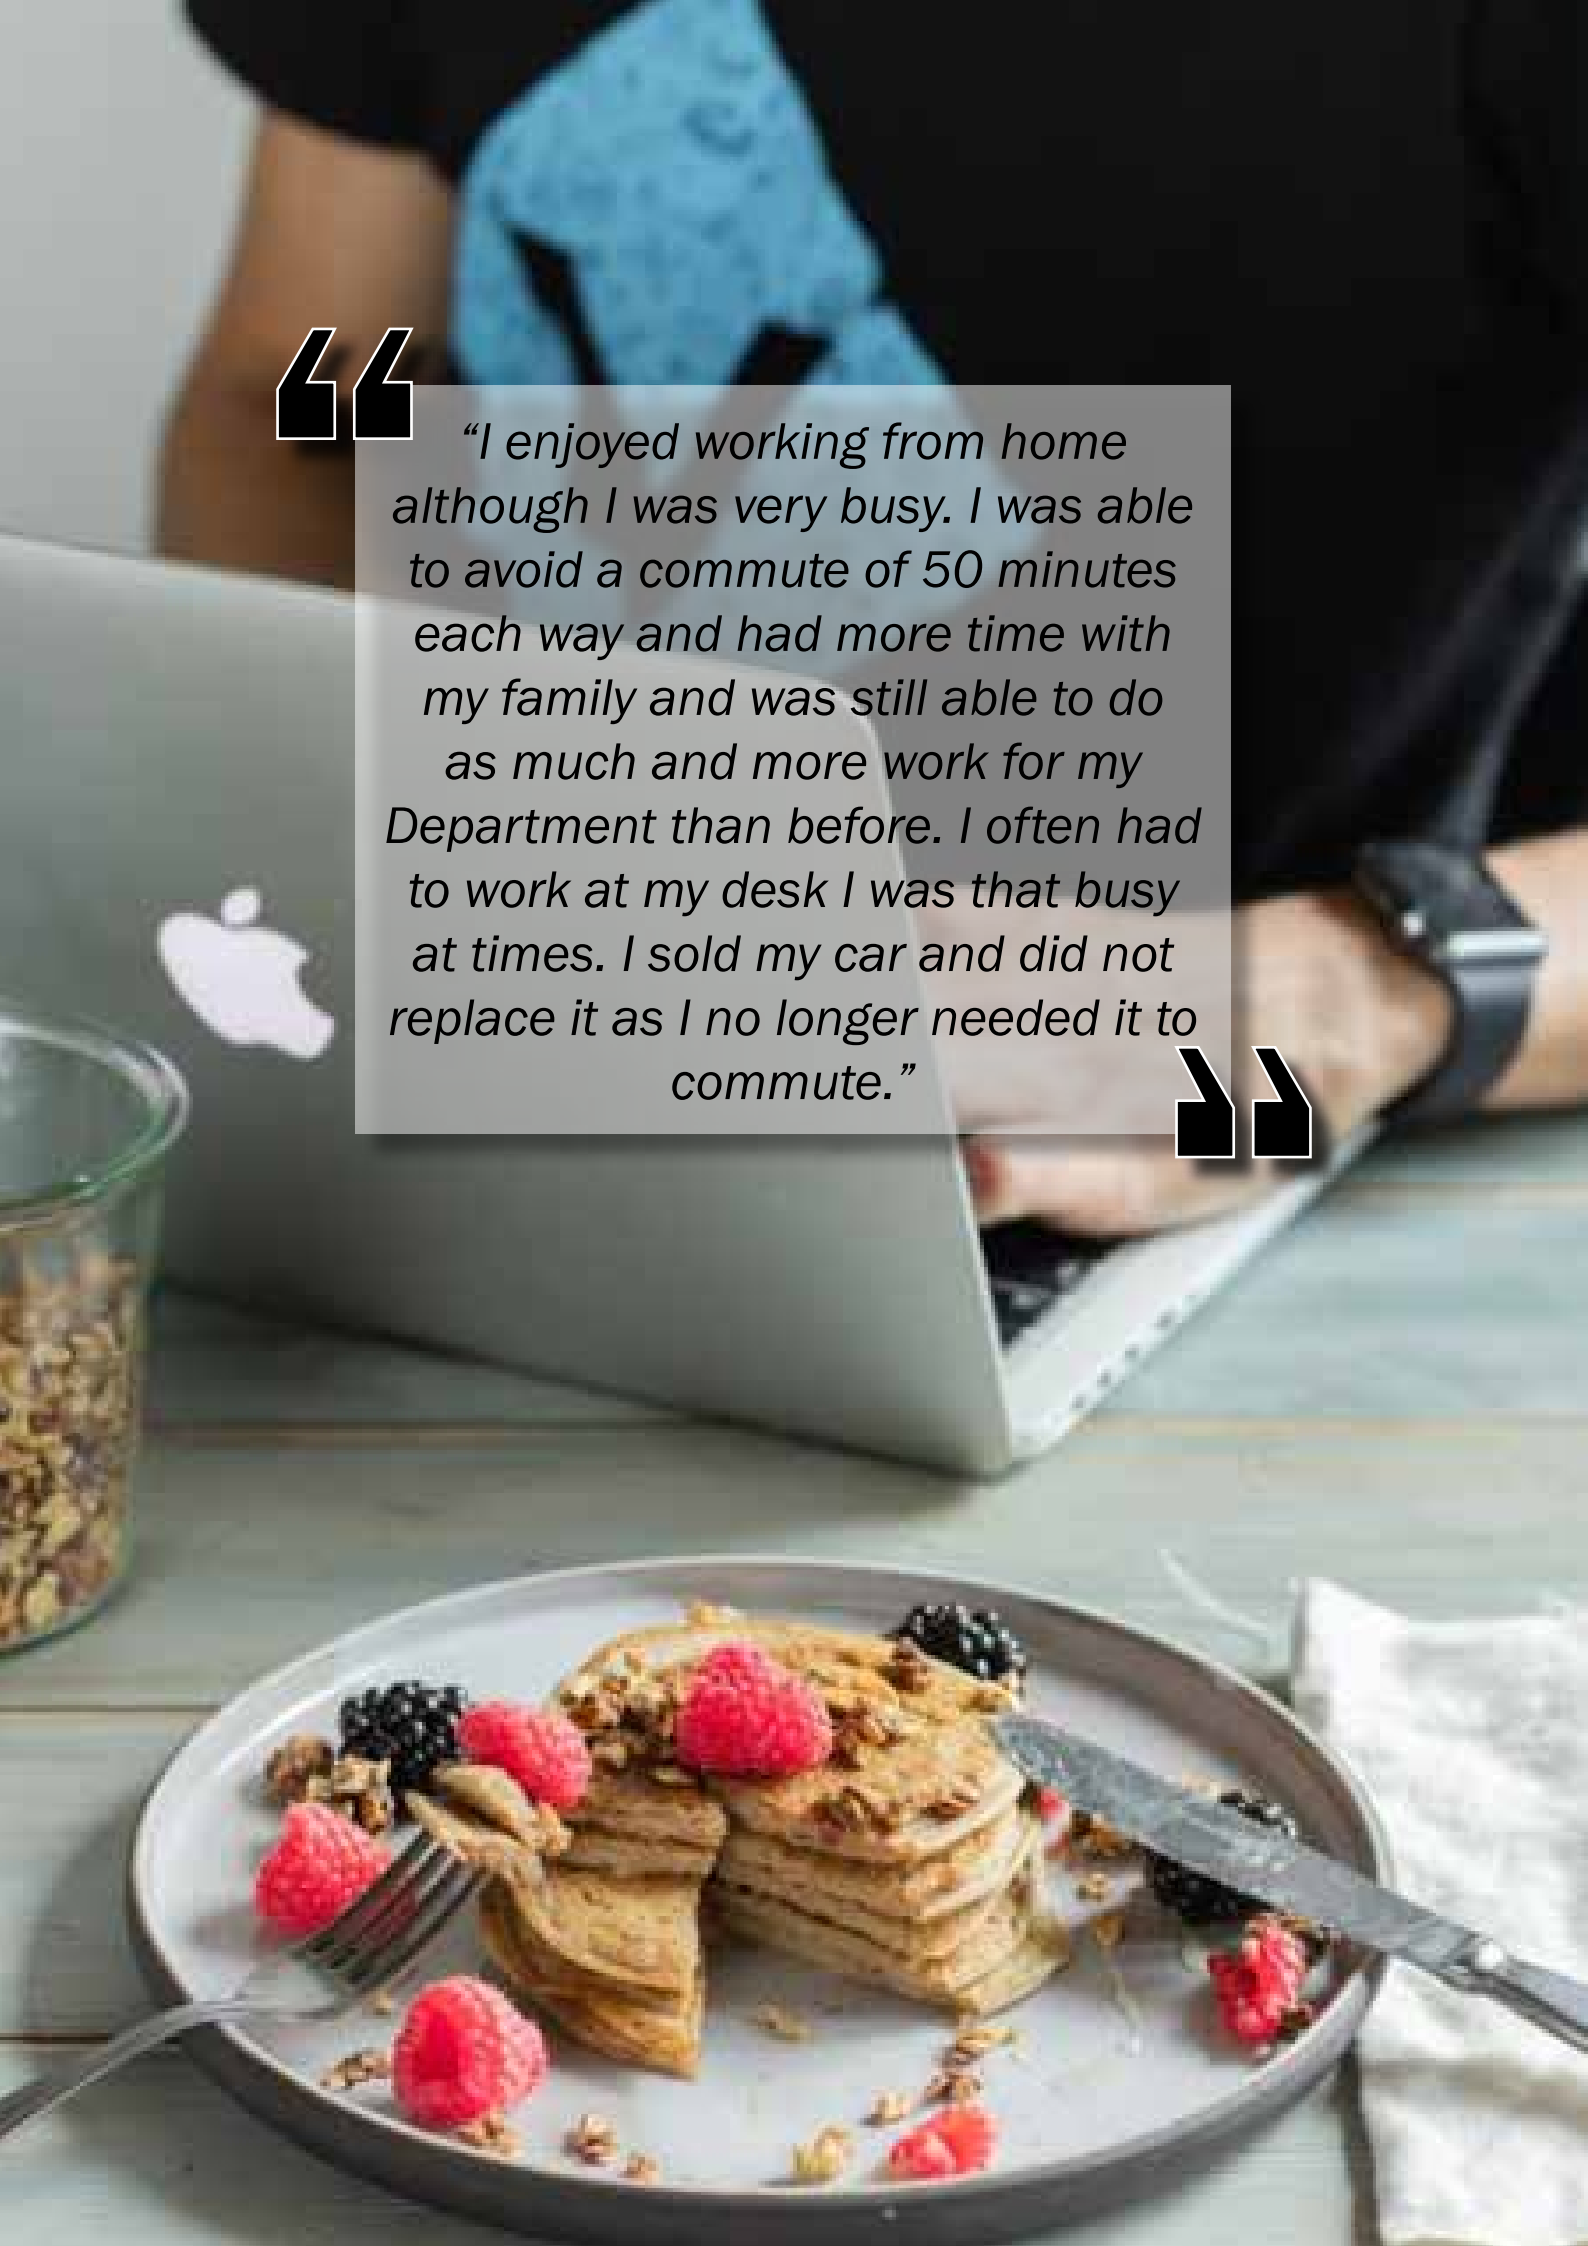 “I enjoyed working from home
although I was very busy. I was able
to avoid a commute of 50 minutes
each way and had more time with
my family and was still able to do
as much and more work for my
Department than before. I often had
to work at my desk I was that busy
at times. I sold my car and did not
replace it as I no longer needed it to
commute.”